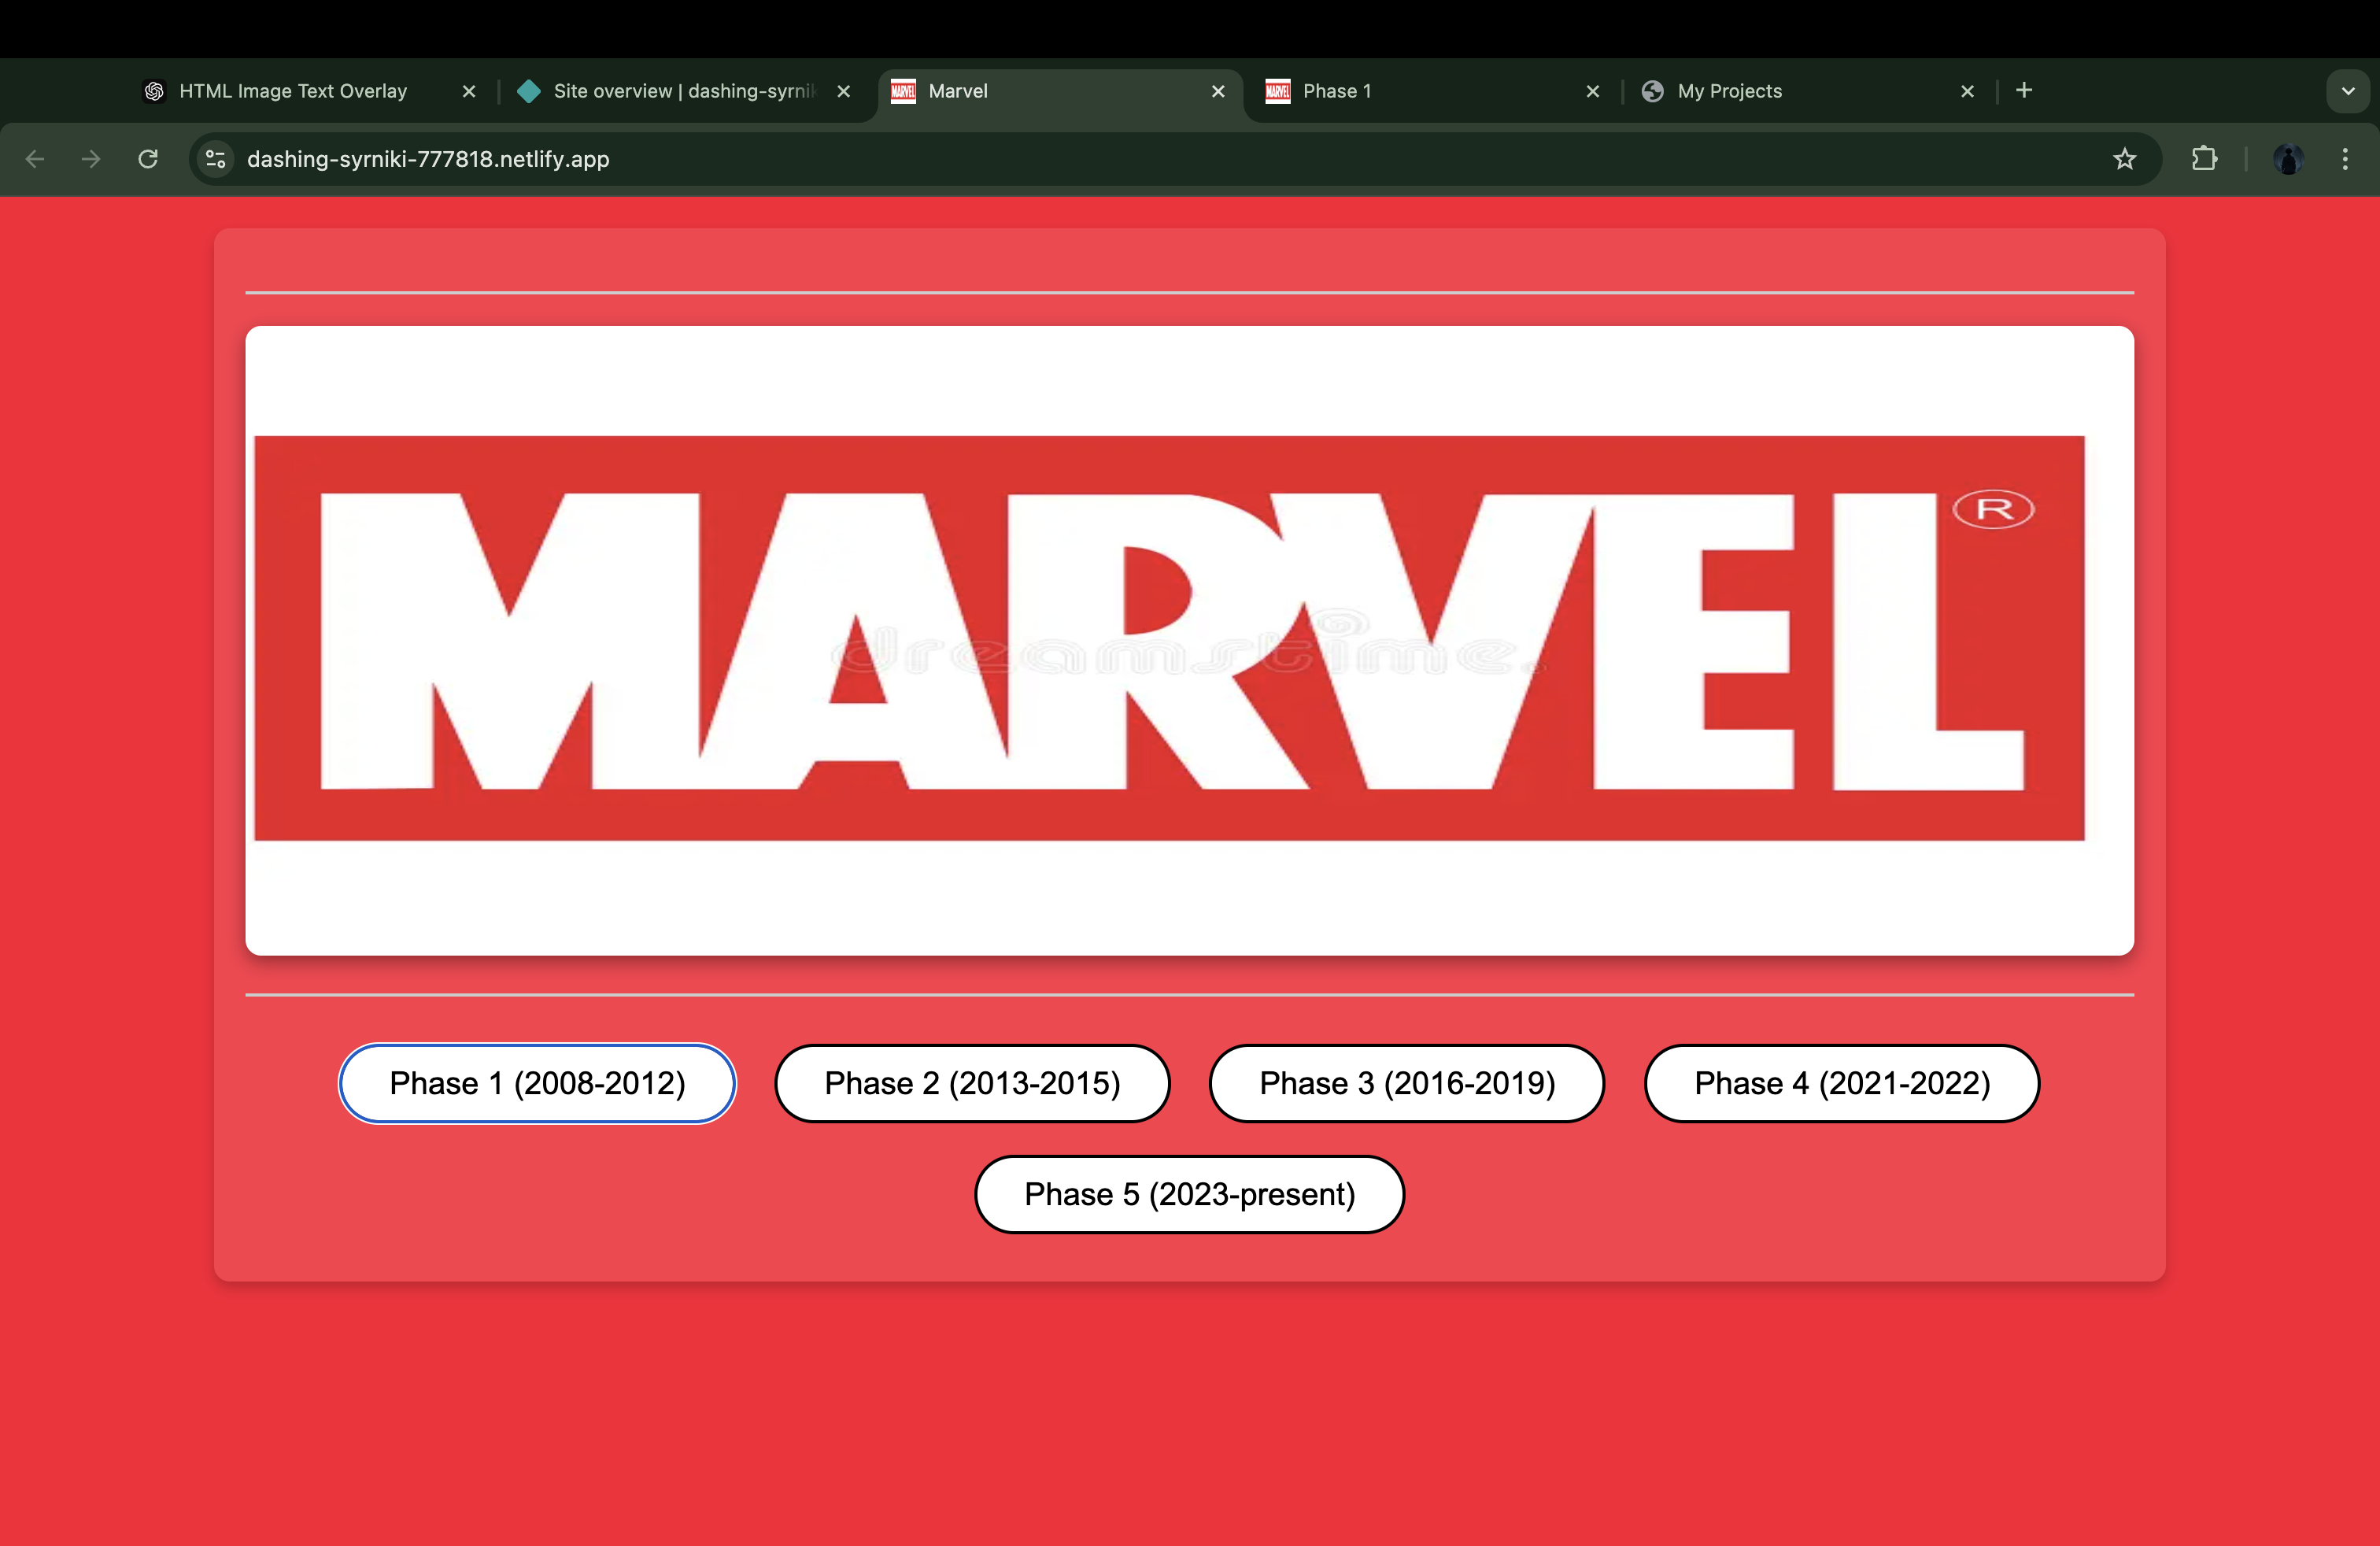 HTML Image Text Overlay
Site overview | dashing-syrni
Marvel
Phase 1
My Projects
dashing-syrniki-777818.netlify.app
MARVEL®
dreamstime.
Phase 1 (2008-2012)
Phase 2 (2013-2015)
Phase 3 (2016-2019)
Phase 4 (2021-2022)
Phase 5 (2023-present)